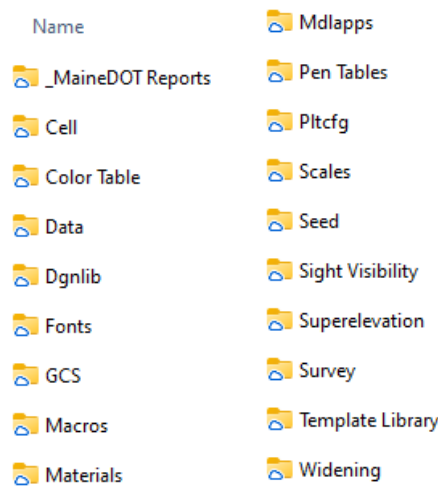 Name
_MaineDOT Reports
Cell
Color Table
Data
Dgnlib
Fonts
GCS
Macros
Materials
Mdlapps
Pen Tables
Pltcfg
Scales
Seed
Sight Visibility
Superelevation
Survey
Template Library
Widening